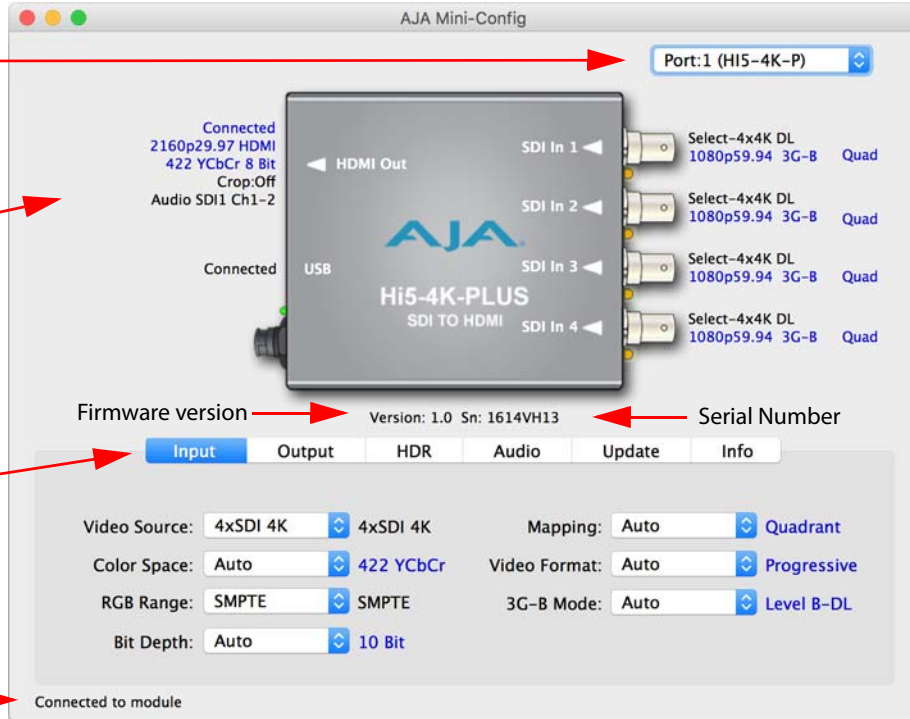 AJA Mini-Config
Port:1 (HI5-4K-P)
Connected
2160p29.97 HDMI
422 YCbCr 8 Bit
Crop:Off
Audio SDI1 Ch1-2
Connected
HDMI Out
USB
AJA
Hi5-4K-PLUS
SDI TO HDMI
SDI In 1
SDI In 2
SDI In 3
SDI In 4
Select-4x4K DL
1080p59.94 3G-B Quad
Select-4x4K DL
1080p59.94 3G-B Quad
Select-4x4K DL
1080p59.94 3G-B Quad
Select-4x4K DL
1080p59.94 3G-B Quad
Firmware version
Version: 1.0 Sn: 1614VH13
Serial Number
Input Output HDR Audio Update Info
Video Source: 4xSDI 4K 4xSDI 4K
Color Space: Auto 422 YCbCr
RGB Range: SMPTE SMPTE
Bit Depth: Auto 10 Bit
Mapping: Auto Quadrant
Video Format: Auto Progressive
3G-B Mode: Auto Level B-DL
Connected to module